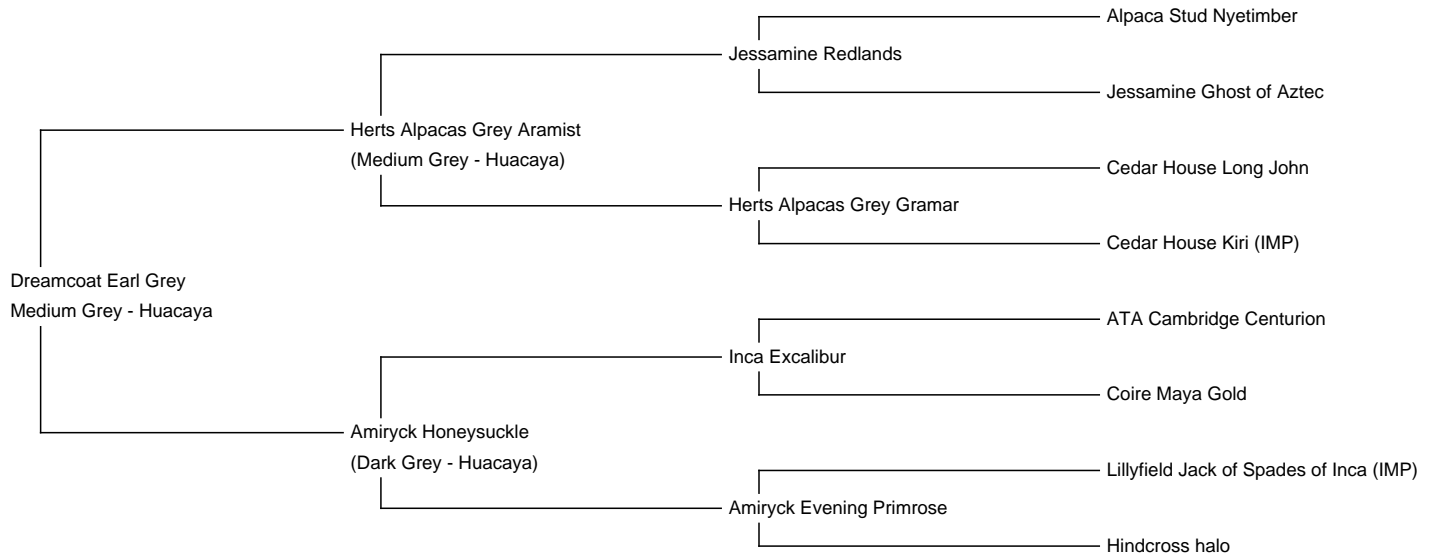 Alpaca Stud Nyetimber
Jessamine Redlands
Jessamine Ghost of Aztec
Herts Alpacas Grey Aramist
(Medium Grey - Huacaya)
Cedar House Long John
Herts Alpacas Grey Gramar
Cedar House Kiri (IMP)
Dreamcoat Earl Grey
Medium Grey - Huacaya
ATA Cambridge Centurion
Inca Excalibur
Coire Maya Gold
Amiryck Honeysuckle
(Dark Grey - Huacaya)
Lillyfield Jack of Spades of Inca (IMP)
Amiryck Evening Primrose
Hindcross halo